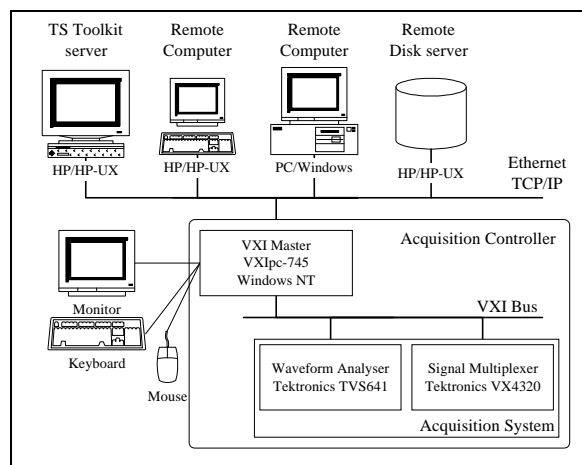 TS Toolkit
server
Remote
Computer
Remote
Computer
Remote
Disk server
HP/HP-UX
HP/HP-UX
PC/Windows
HP/HP-UX
Ethernet
TCP/IP
VXI Master
VXIpc-745
Windows NT
Acquisition Controller
Monitor
Keyboard
Mouse
VXI Bus
Waveform Analyser
Tektronics TVS641
Signal Multiplexer
Tektronics VX4320
Acquisition System